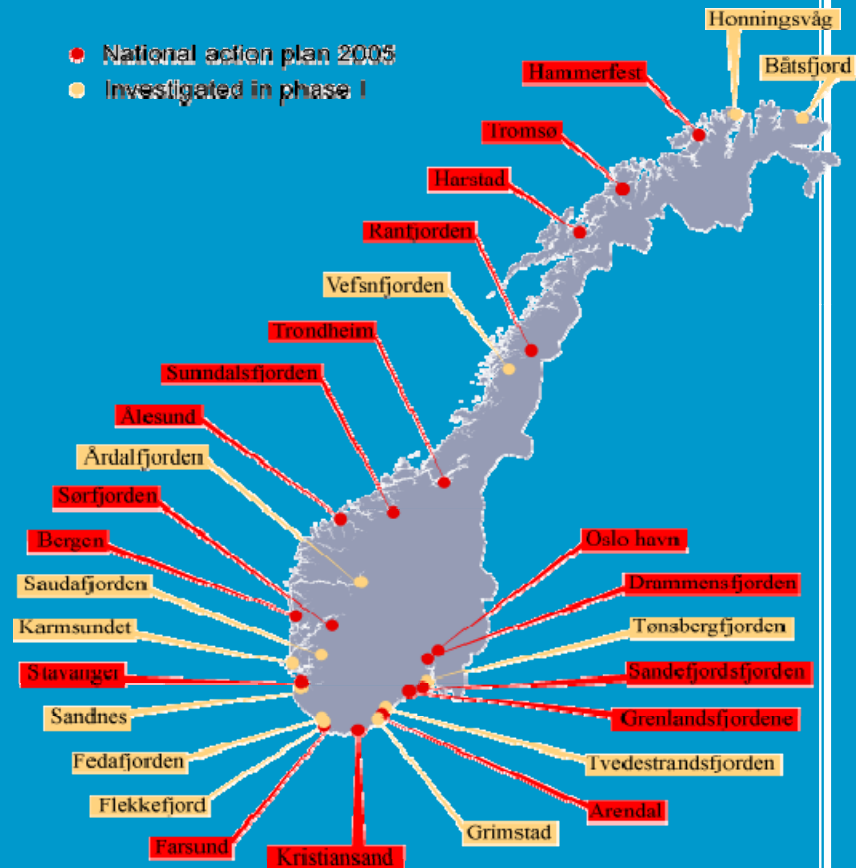 National action plan 2005
Investigated in phase I
Honningsvåg
Båtsfjord
Hammerfest
Tromsø
Harstad
Ranfjorden
Vefsnfjorden
Trondheim
Sunndalsfjorden
Ålesund
Årdalfjorden
Sørfjorden
Bergen
Saudafjorden
Karmsundet
Stavanger
Sandnes
Fedafjorden
Flekkefjord
Farsund
Kristiansand
Oslo havn
Drammensfjorden
Tønsbergfjorden
Sandefjordsfjorden
Grenlandsfjordene
Tvedestrandsfjorden
Arendal
Grimstad